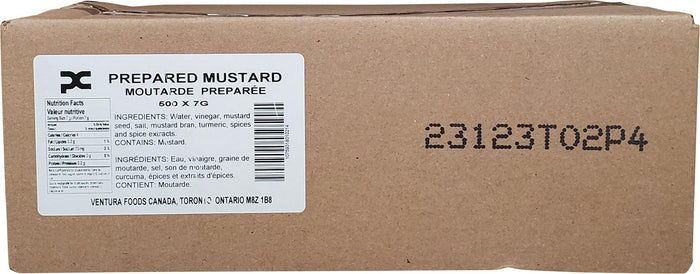 PC
PREPARED MUSTARD
MOUTARDE PREPARÉE
500 X 7G
Nutrition Facts
Valeur nutritive
INGREDIENTS: Water, vinegar, mustard
seed, salt, mustard bran, turmeric, spices
and spice extracts.
CONTAINS: Mustard.
INGRÉDIENTS: Eau, vinaigre, graine de
moutarde, sel, son de moutarde,
curcuma, épices et extraits d'épices.
CONTIENT: Moutarde.
VENTURA FOODS CANADA, TORONTO ONTARIO M8Z 1B8
23123T02P4